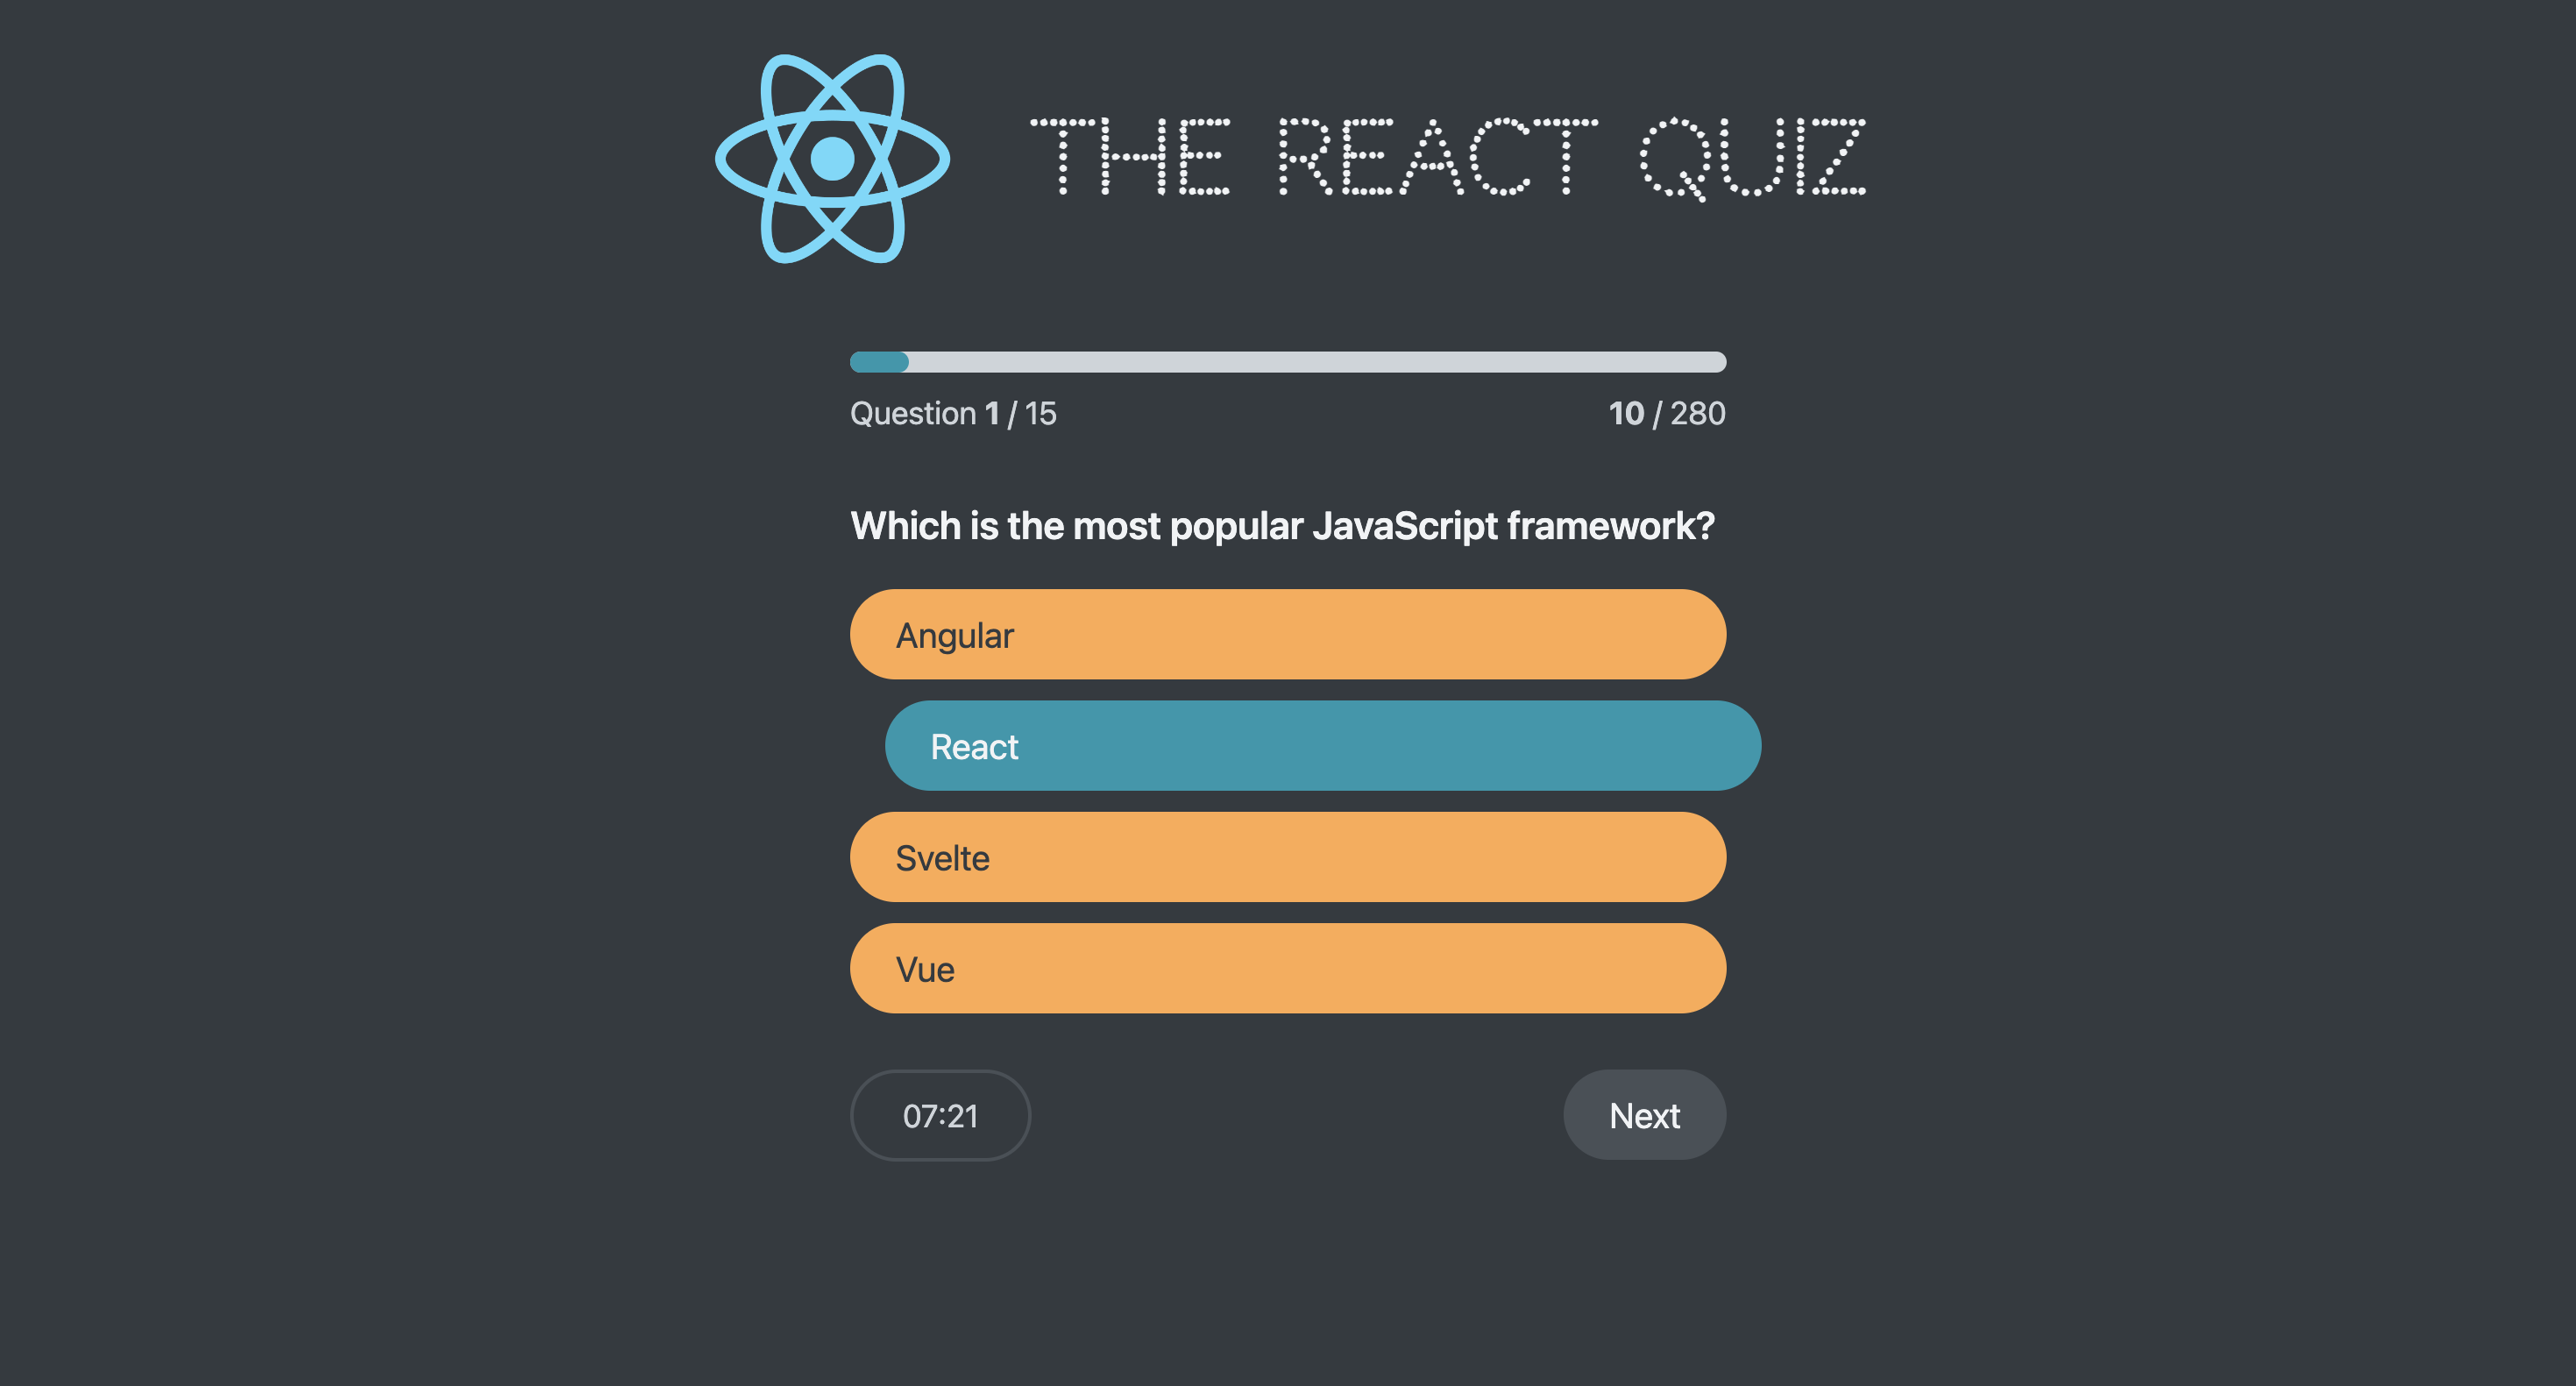 THE REACT QUIZ
Question 1 / 15
10 / 280
Which is the most popular JavaScript framework?
Angular
React
Svelte
Vue
07:21
Next